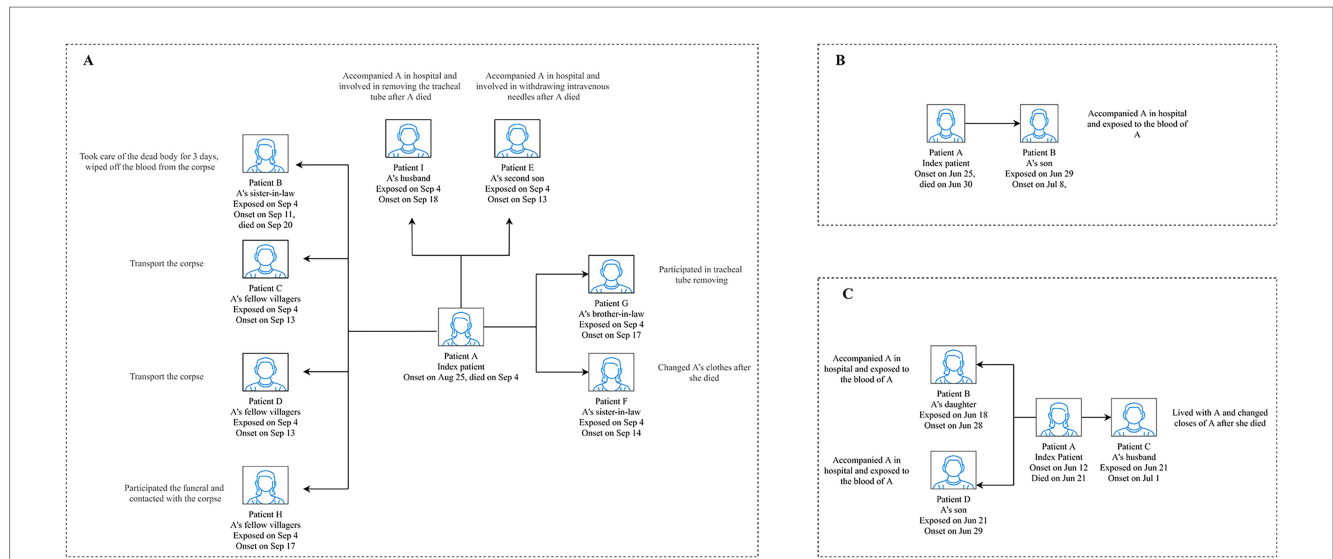 A
Accompanied A in hospital and
involved in removing the tracheal
tube after A died
Accompanied A in hospital and
involved in withdrawing intravenous
needles after A died
Took care of the dead body for 3 days,
wiped off the blood from the corpse
Patient B
A's sister-in-law
Exposed on Sep 4
Onset on Sep 11,
died on Sep 20
Patient I
A's husband
Exposed on Sep 4
Onset on Sep 18
Patient E
A's second son
Exposed on Sep 4
Onset on Sep 13
Transport the corpse
Patient C
A's fellow villagers
Exposed on Sep 4
Onset on Sep 13
Participated in tracheal
tube removing
Patient G
A's brother-in-law
Exposed on Sep 4
Onset on Sep 17
Patient A
Index patient
Onset on Aug 25, died on Sep 4
Transport the corpse
Patient D
A's fellow villagers
Exposed on Sep 4
Onset on Sep 13
Changed A's clothes after
she died
Patient F
A's sister-in-law
Exposed on Sep 4
Onset on Sep 14
Participated the funeral and
contacted with the corpse
Patient H
A's fellow villagers
Exposed on Sep 4
Onset on Sep 17
B
Patient A
Index patient
Onset on Jun 25,
died on Jun 30
Patient B
A's son
Exposed on Jun 29
Onset on Jul 8,
Accompanied A in hospital
and exposed to the blood of
A
C
Accompanied A in
hospital and exposed to
the blood of A
Patient B
A's daughter
Exposed on Jun 18
Onset on Jun 28
Patient A
Index Patient
Onset on Jun 12
Died on Jun 21
Patient C
A's husband
Exposed on Jun 21
Onset on Jul 1
Lived with A and changed
closes of A after she died
Accompanied A in
hospital and exposed to
the blood of A
Patient D
A's son
Exposed on Jun 21
Onset on Jun 29